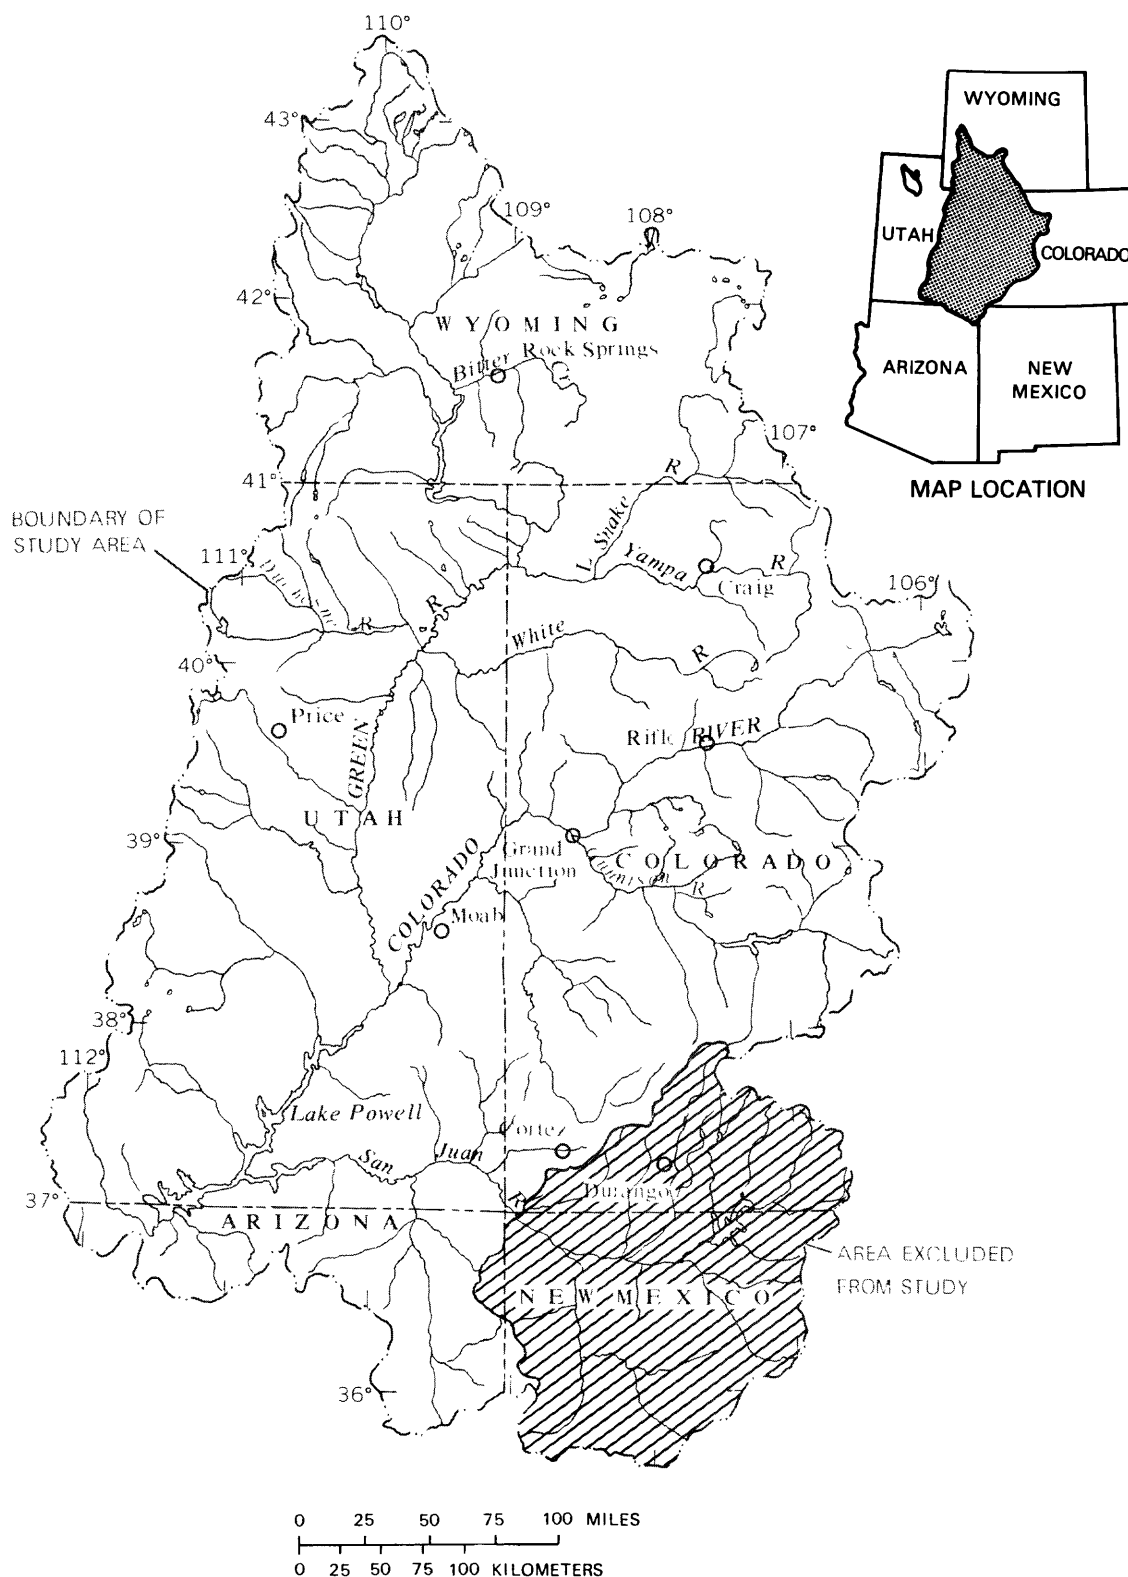 110°
43°
WYOMING
109°
108°
UTAH
COLORADO
42°
WYOMING
Rock Springs
Bitter
ARIZONA
NEW
MEXICO
107°
R
41°
MAP LOCATION
BOUNDARY OF
STUDY AREA
L. Snake
111°
Yampa
R
Craig
106°
R
R
White
R
40°
Price
Rifle
RIVER
GREEN
UTAH
39°
COLORADO
Grand
Junction
COLORADO
R
Moab
38°
112°
Lake Powell
Cortez
San
Juan
R
Durango
37°
ARIZONA
AREA EXCLUDED
FROM STUDY
NEW MEXICO
36°
0 25 50 75 100 MILES
0 25 50 75 100 KILOMETERS